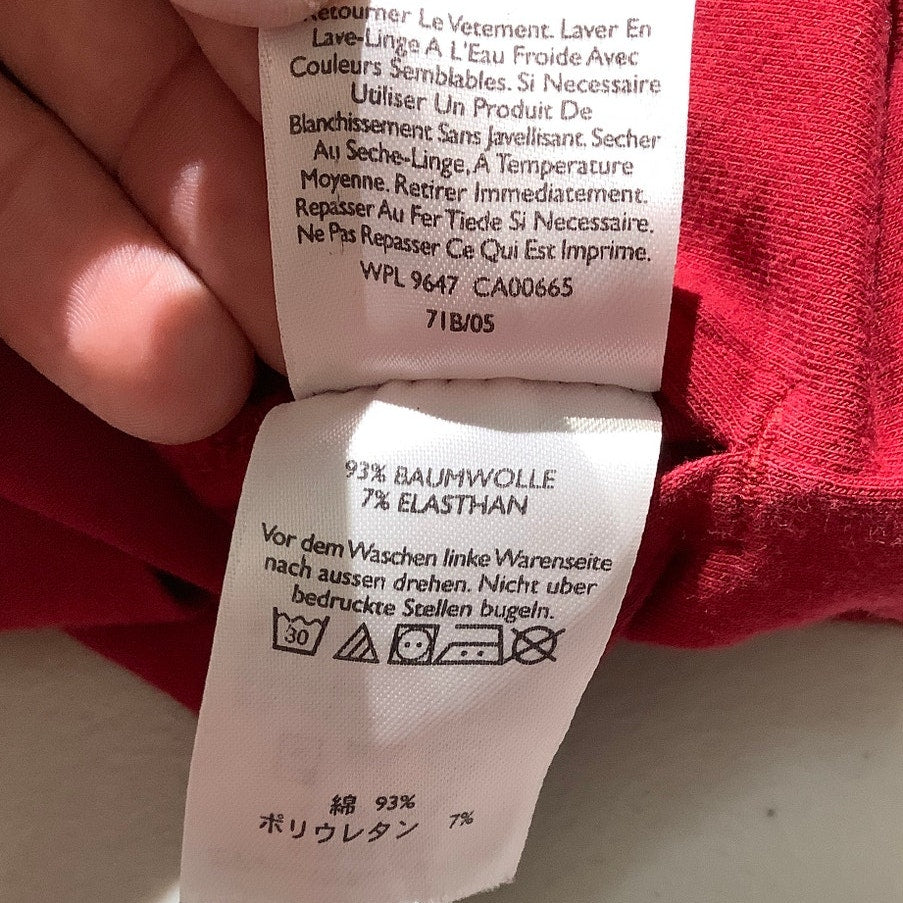 Retourner Le Vetement. Laver En
Lave-Linge A L'Eau Froide Avec
Couleurs Semblables. Si Necessaire
Utiliser Un Produit De
Blanchissement Sans Javellisant. Secher
Au Seche-Linge, A Temperature
Moyenne. Retirer Immediatement.
Repasser Au Fer Tiede Si Necessaire.
Ne Pas Repasser Ce Qui Est Imprime.
WPL 9647 CA00665
71B/05
93% BAUMWOLLE
7% ELASTHAN
Vor dem Waschen linke Warenseite
nach aussen drehen. Nicht uber
bedruckte Stellen bugeln.
30
綿 93%
ポリウレタン 7%